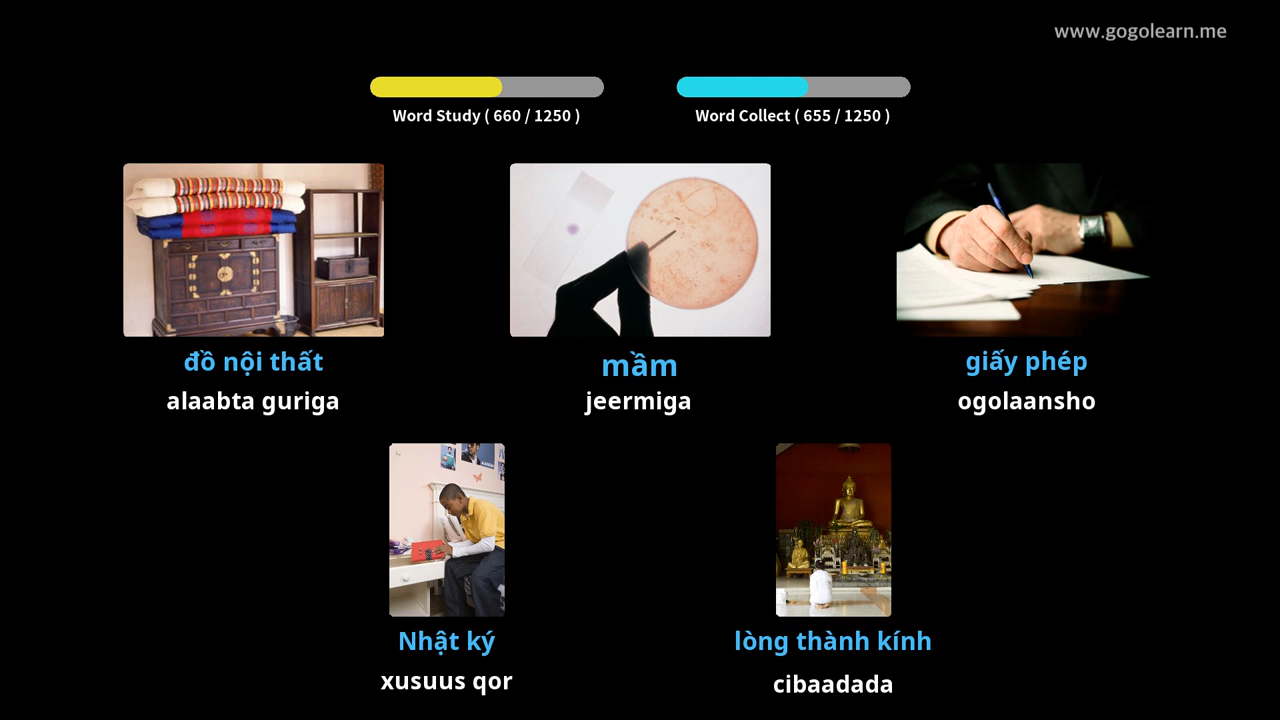 www.gogolearn.me
Word Study ( 660 / 1250 )
Word Collect ( 655 / 1250 )
đồ nội thất
alaabta guriga
mầm
jeermiga
giấy phép
ogolaansho
Nhật ký
xusuus qor
lòng thành kính
cibaadada